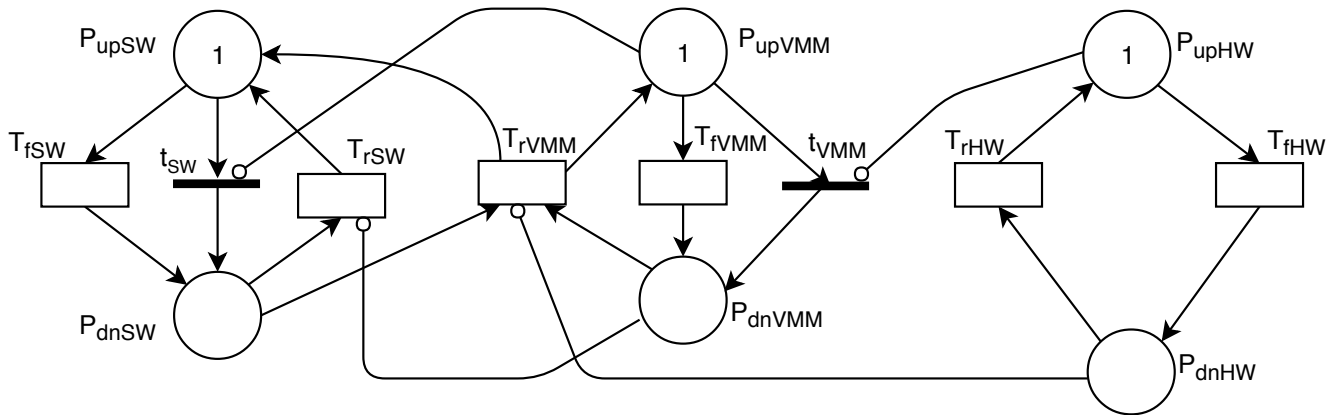 P_upSW
1
P_upVMM
1
P_upHW
1
T_fSW
t_SW
T_rSW
T_rVMM
T_fVMM
t_VMM
T_rHW
T_fHW
P_dnSW
P_dnVMM
P_dnHW